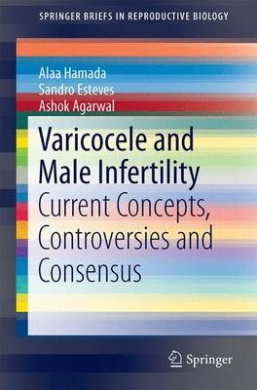 SPRINGER BRIEFS IN REPRODUCTIVE BIOLOGY
Alaa Hamada
Sandro Esteves
Ashok Agarwal
Varicocele and
Male Infertility
Current Concepts,
Controversies and
Consensus
Springer